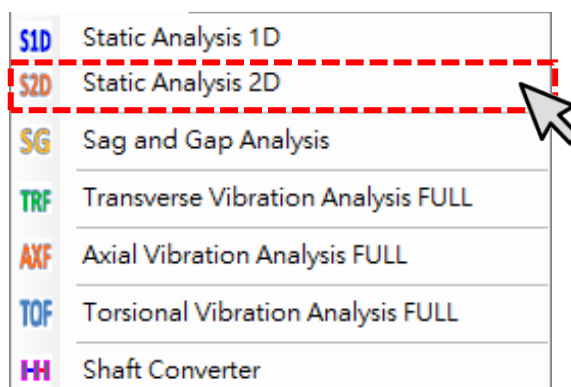 S1D Static Analysis 1D
S2D Static Analysis 2D
SG Sag and Gap Analysis
TRF Transverse Vibration Analysis FULL
AXF Axial Vibration Analysis FULL
TOF Torsional Vibration Analysis FULL
HH Shaft Converter